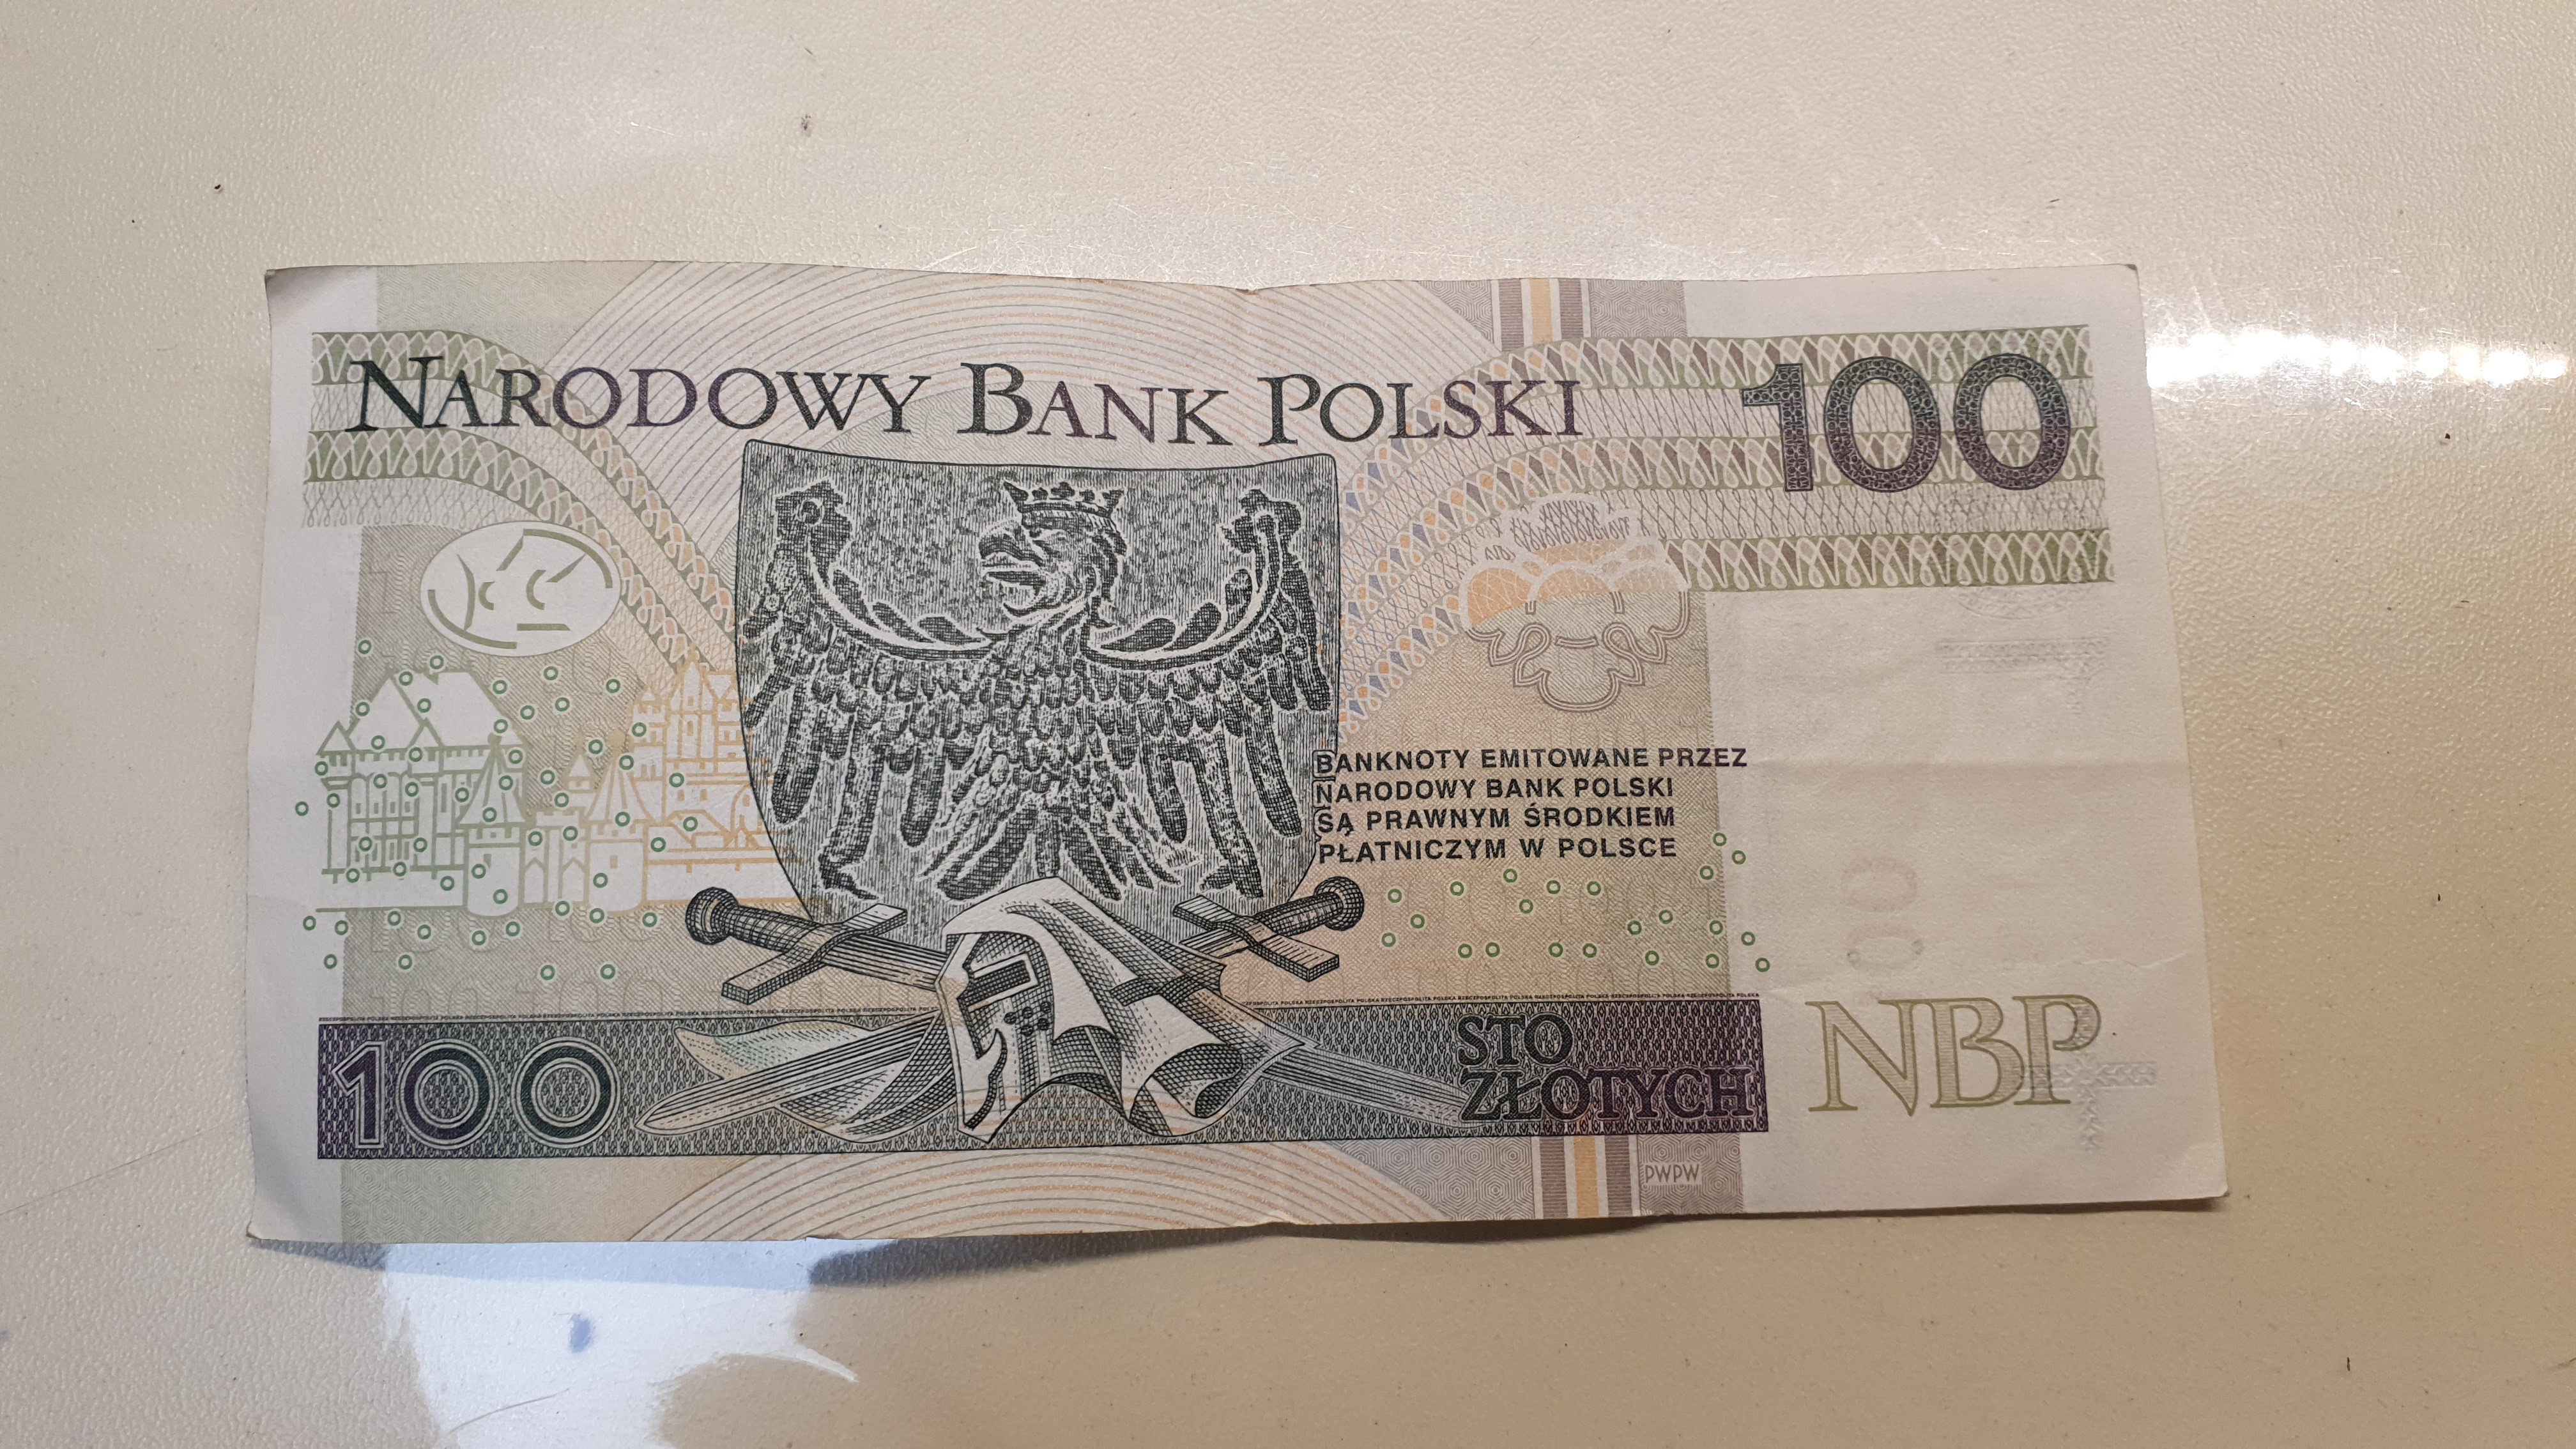 NARODOWY BANK POLSKI
100
BANKNOTY EMITOWANE PRZEZ
NARODOWY BANK POLSKI
SĄ PRAWNYM ŚRODKIEM
PŁATNICZYM W POLSCE
100
STO
ZŁOTYCH
NBP
PWPW